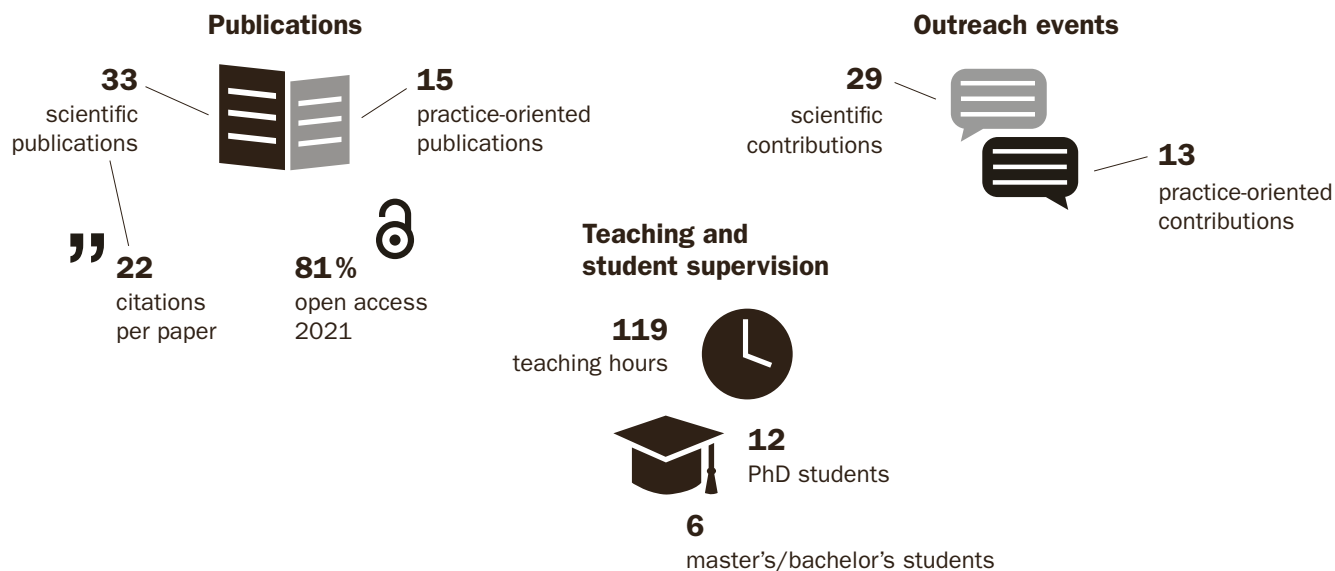 Publications
33
scientific
publications
15
practice-oriented
publications
”
22
citations
per paper
81%
open access
2021
Outreach events
29
scientific
contributions
13
practice-oriented
contributions
Teaching and
student supervision
119
teaching hours
12
PhD students
6
master’s/bachelor’s students